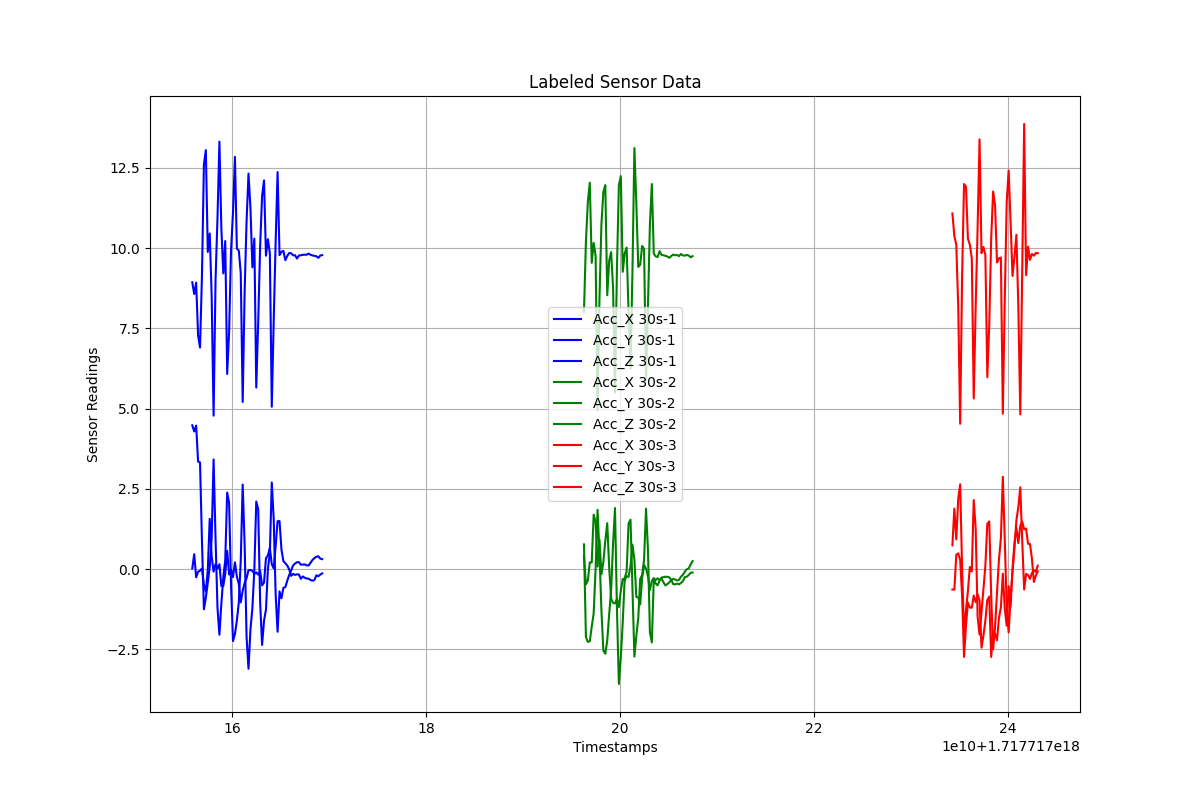 Labeled Sensor Data
12.5
10.0
7.5
5.0
2.5
0.0
−2.5
Sensor Readings
Acc_X 30s-1
Acc_Y 30s-1
Acc_Z 30s-1
Acc_X 30s-2
Acc_Y 30s-2
Acc_Z 30s-2
Acc_X 30s-3
Acc_Y 30s-3
Acc_Z 30s-3
16 18 20 22 24
Timestamps
1e10+1.717717e18